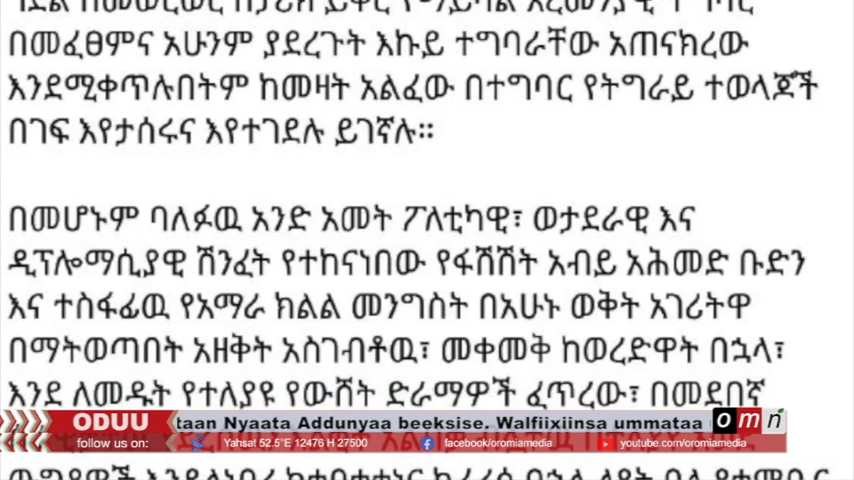 በመፈፀምና አሁንም ያደረጉት እኩይ ተግባራቸው አጠናክረው
እንደሚቀጥሉበትም ከመዛት አልፈው በተግባር የትግራይ ተወላጆች
በገፍ እየታሰሩና እየተገደሉ ይገኛሉ።
በመሆኑም ባለፉዉ አንድ አመት ፖለቲካዊ፣ ወታደራዊ እና
ዲፕሎማሲያዊ ሽንፈት የተከናነበው የፋሽሽት አብይ አሕመድ ቡድን
እና ተስፋፊዉ የአማራ ክልል መንግስት በአሁኑ ወቅት አገሪትዋ
በማትወጣበት አዘቅት አስገብቶዉ፣ መቀመቅ ከወረድዋት በኋላ፣
እንደ ለመዱት የተለያዩ የውሸት ድራማዎች ፈጥረው፣ በመደበኛ
ODUU taan Nyaata Addunyaa beeksise. Walfiixiinsa ummataa omn
follow us on: Yahsat 52.5°E 12476 H 27500 facebook/oromiamedia youtube.com/oromiamedia